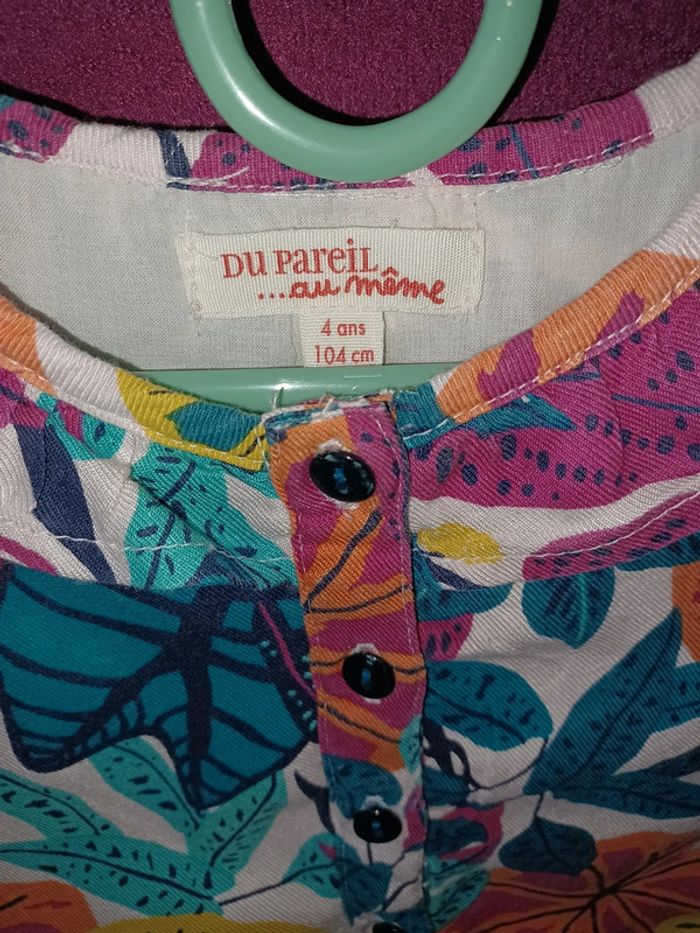 Du Pareil
....au même
4 ans
104 cm